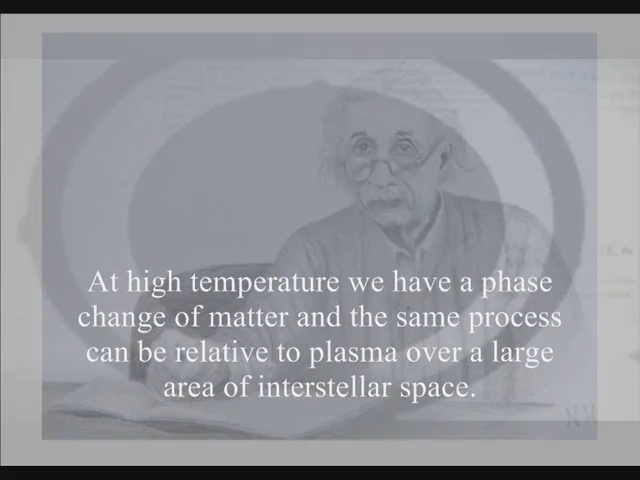 At high temperature we have a phase
change of matter and the same process
can be relative to plasma over a large
area of interstellar space.